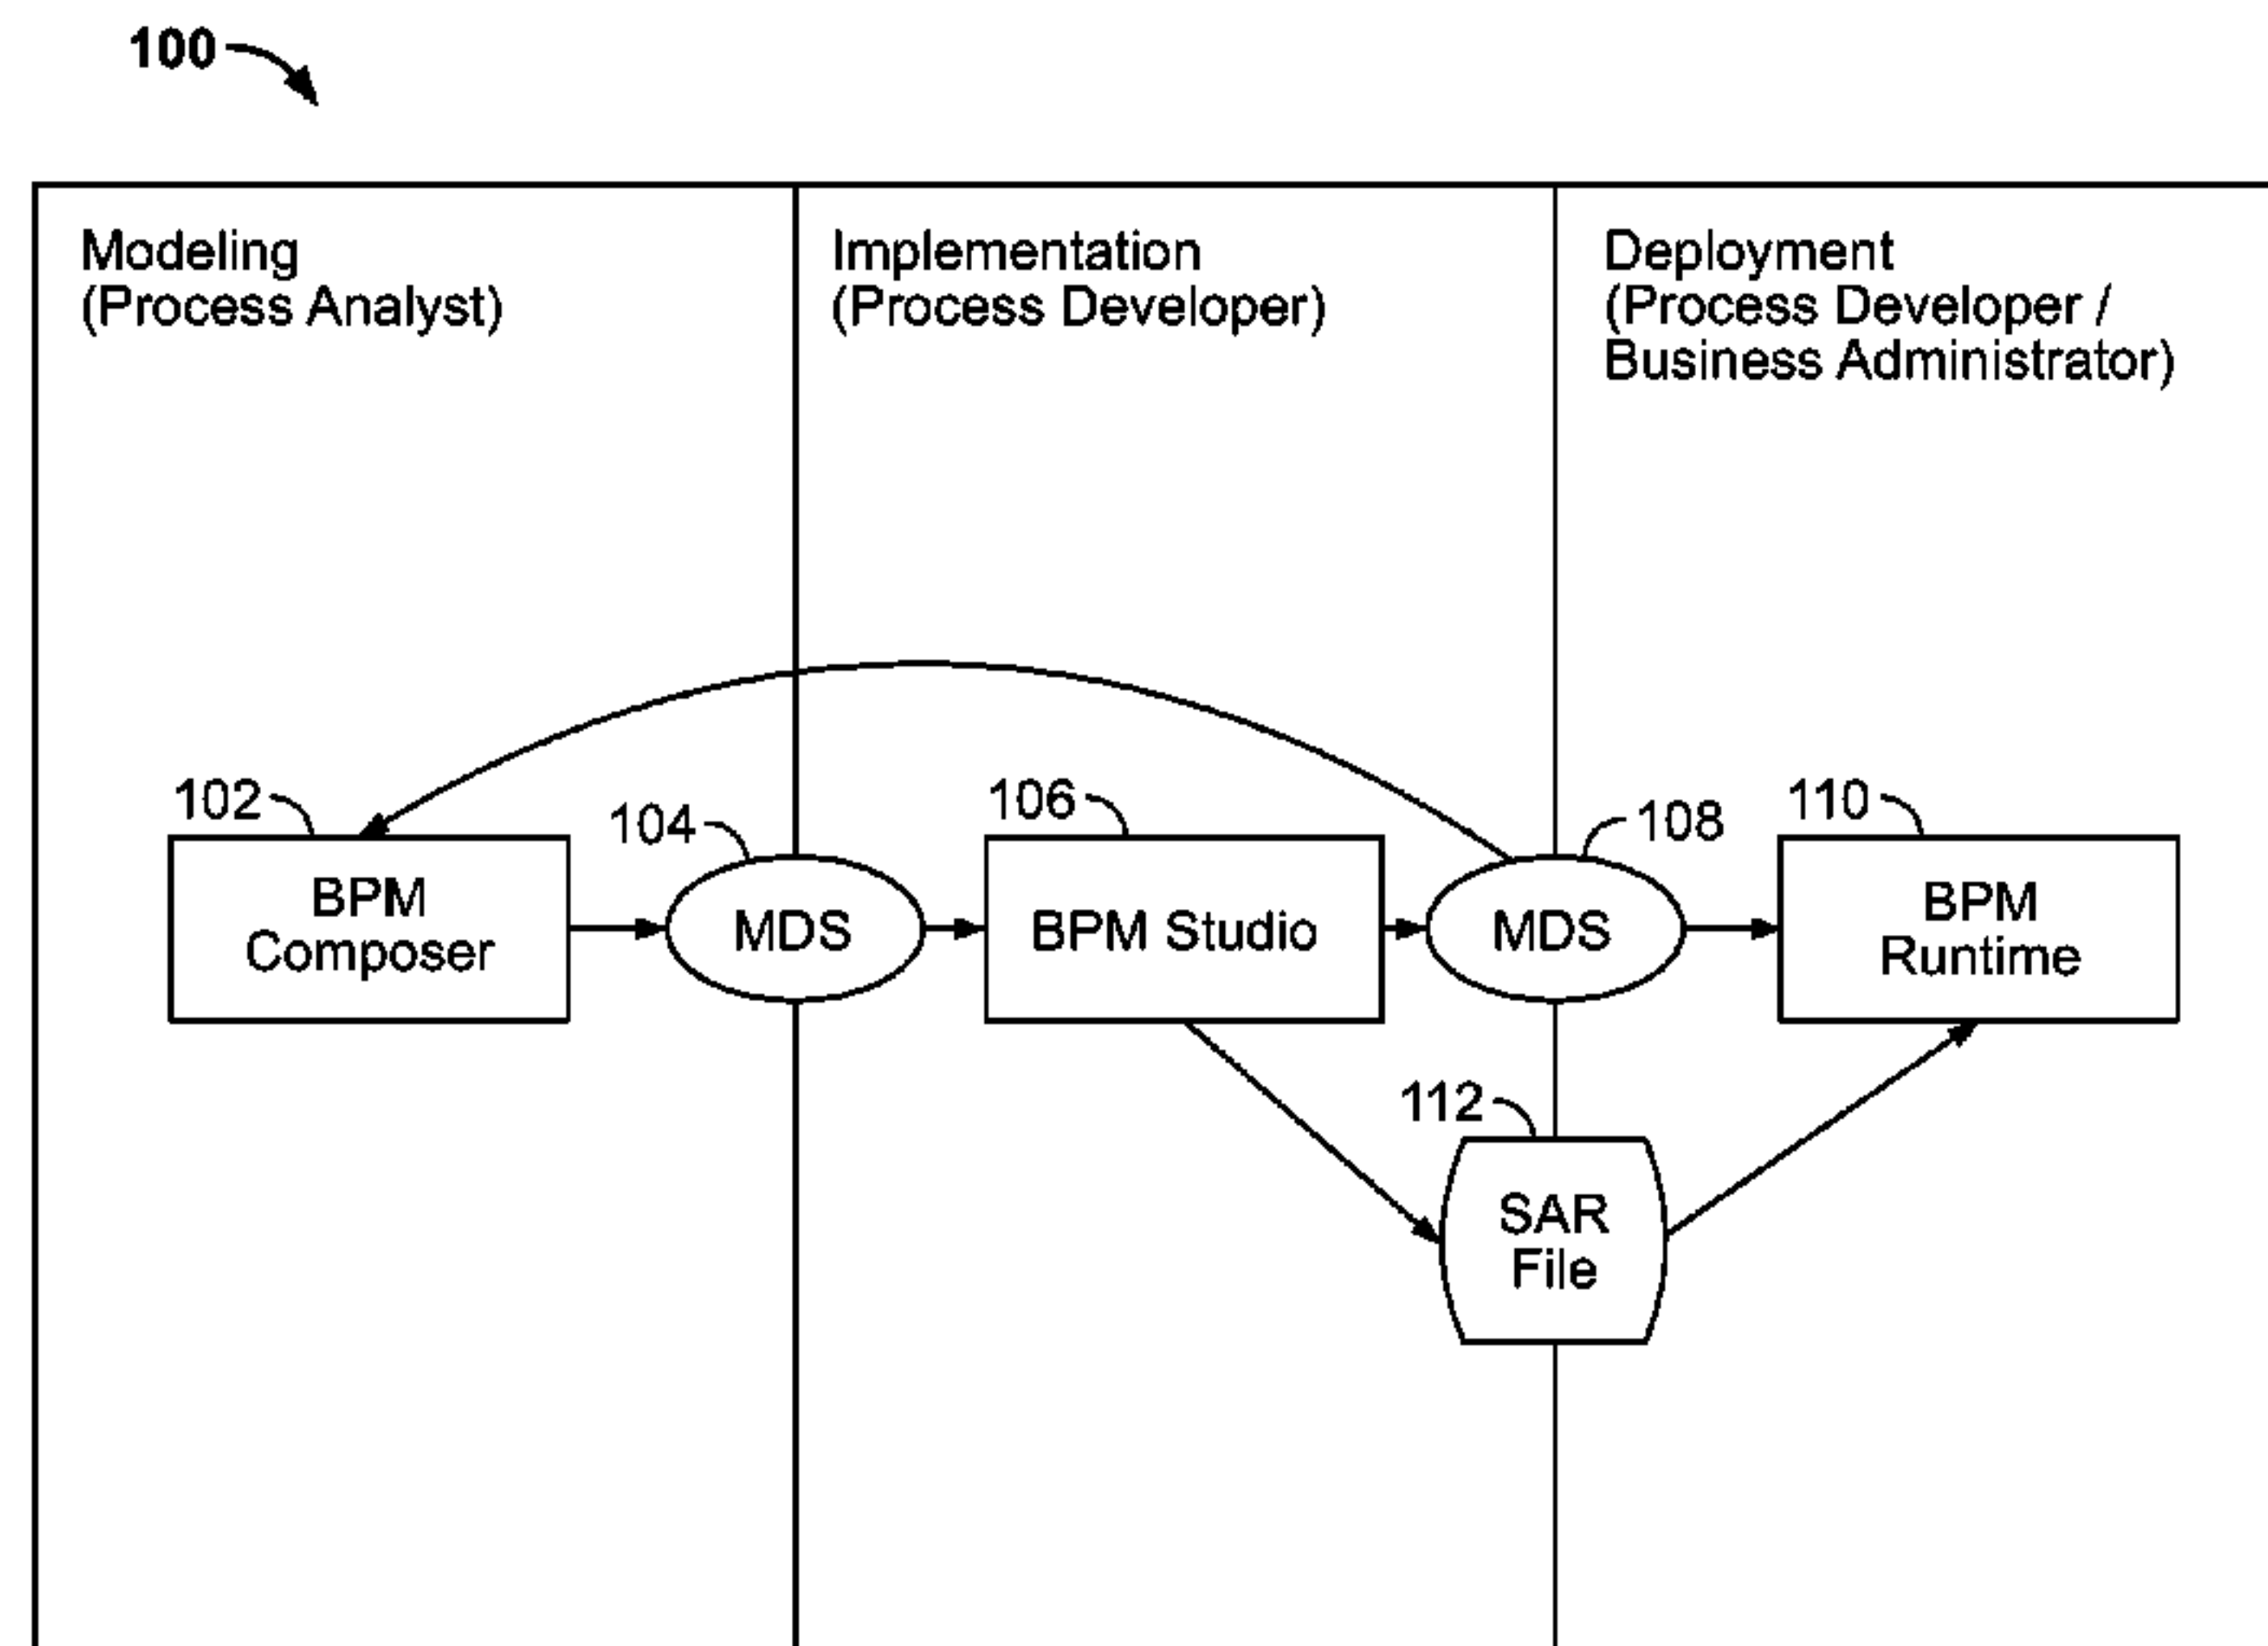 100
Modeling
(Process Analyst)
Implementation
(Process Developer)
Deployment
(Process Developer /
Business Administrator)
102
BPM
Composer
104
MDS
106
BPM Studio
108
MDS
110
BPM
Runtime
112
SAR
File